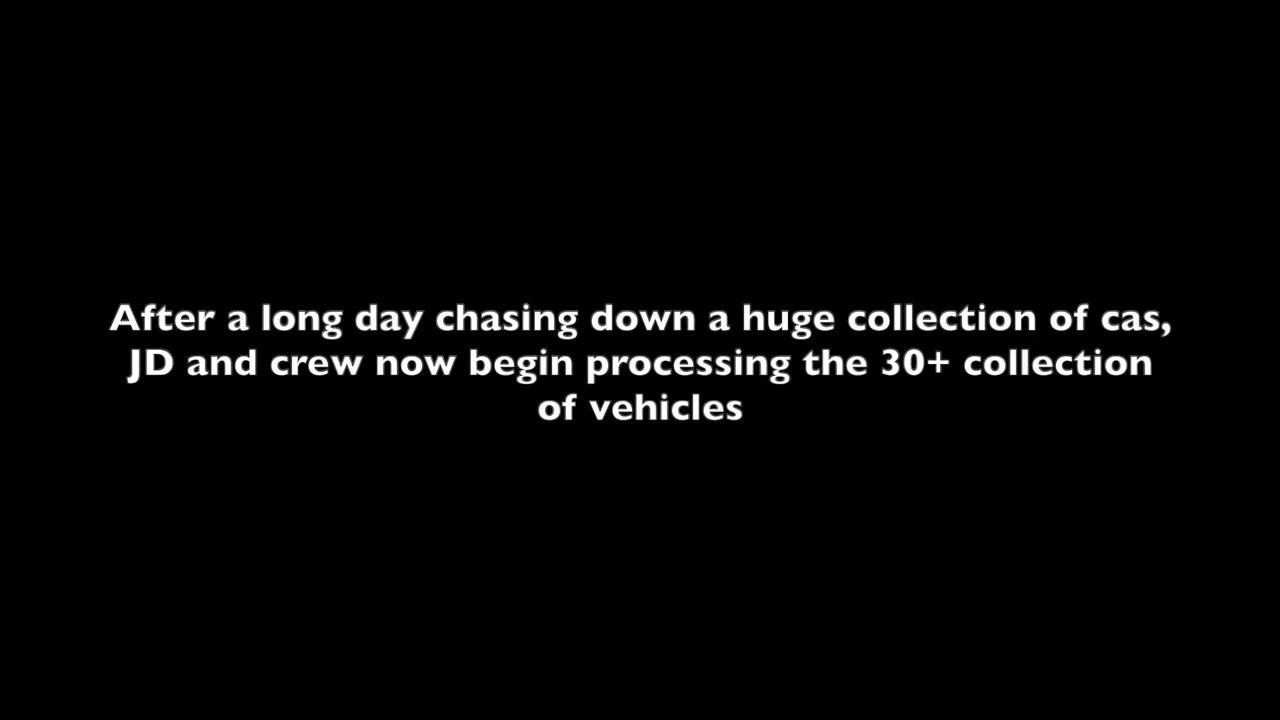 After a long day chasing down a huge collection of cas,
JD and crew now begin processing the 30+ collection
of vehicles